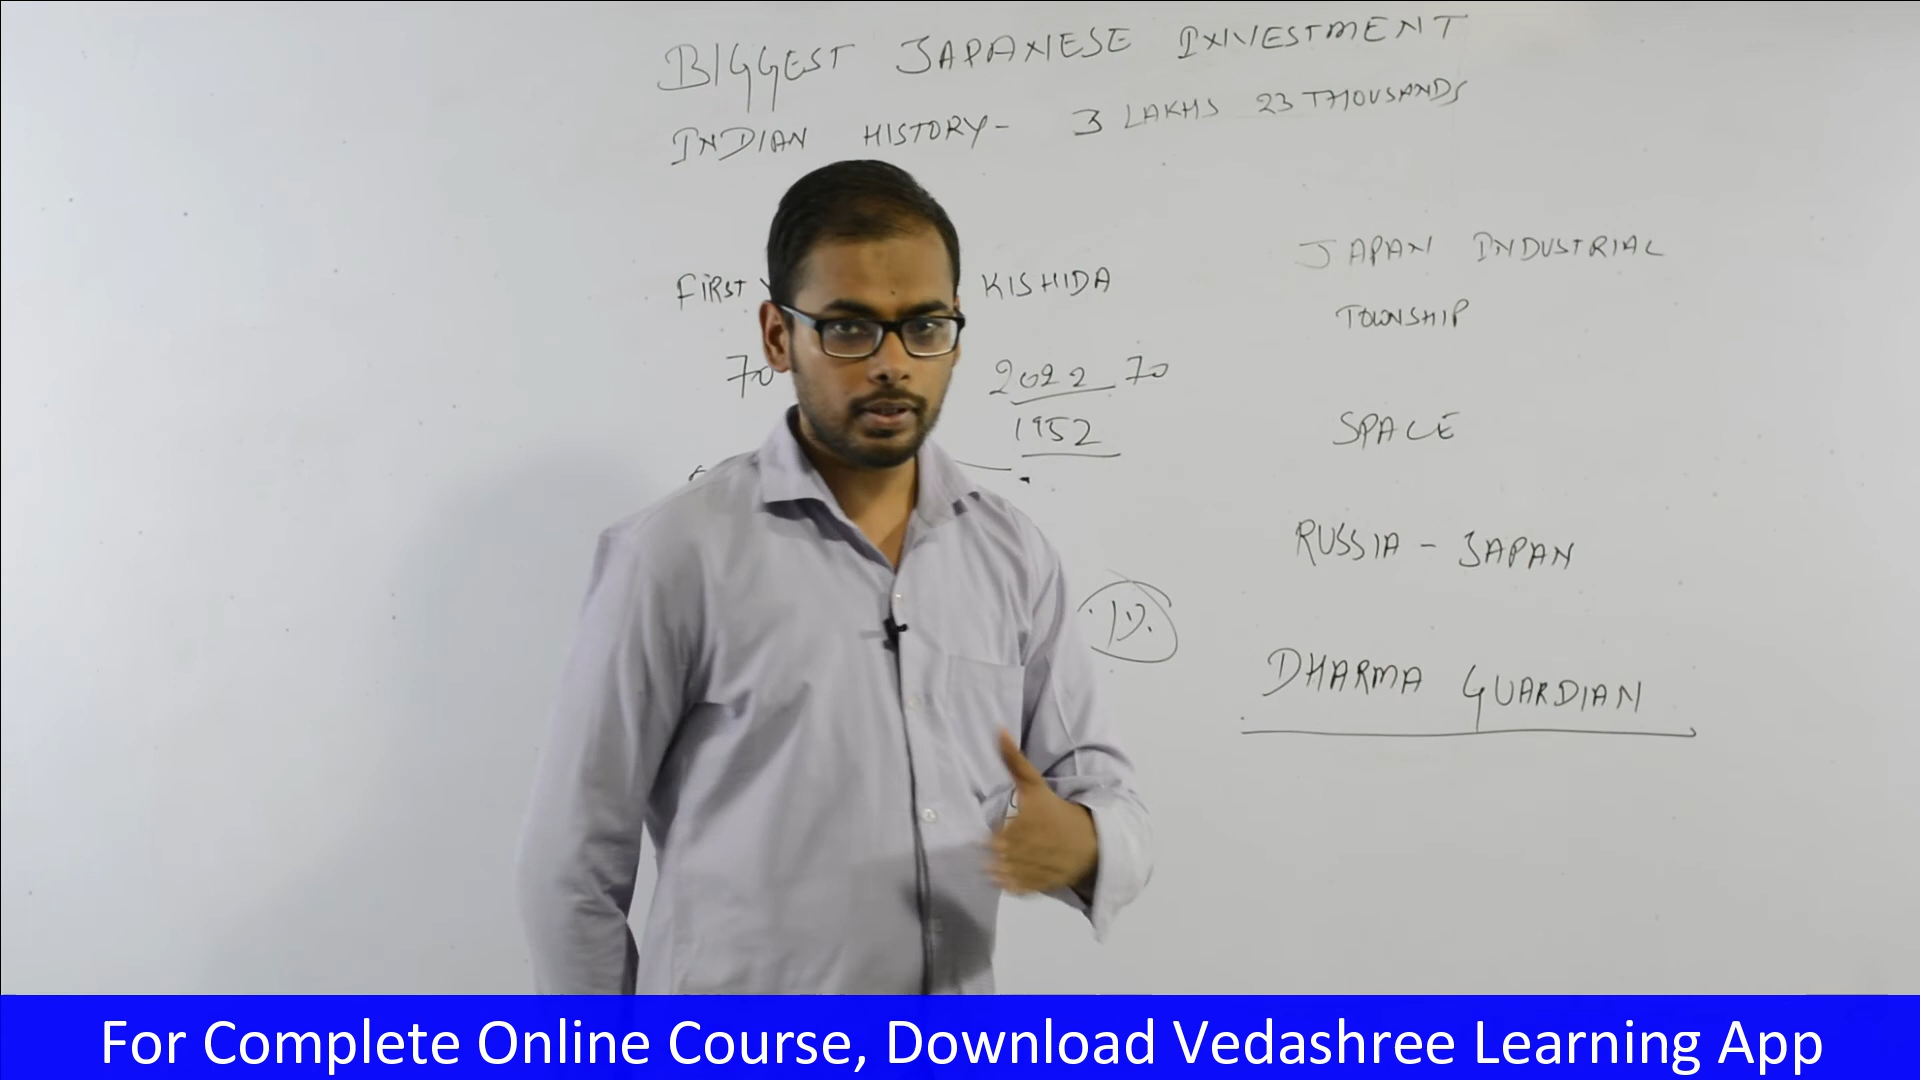 BIGGEST JAPANESE INVESTMENT
INDIAN HISTORY- 3 LAKHS 23 THOUSANDS
FIRST KISHIDA
70 2022 70
1952
JAPAN INDUSTRIAL
TOWNSHIP
SPACE
RUSSIA - JAPAN
DHARMA GUARDIAN
For Complete Online Course, Download Vedashree Learning App